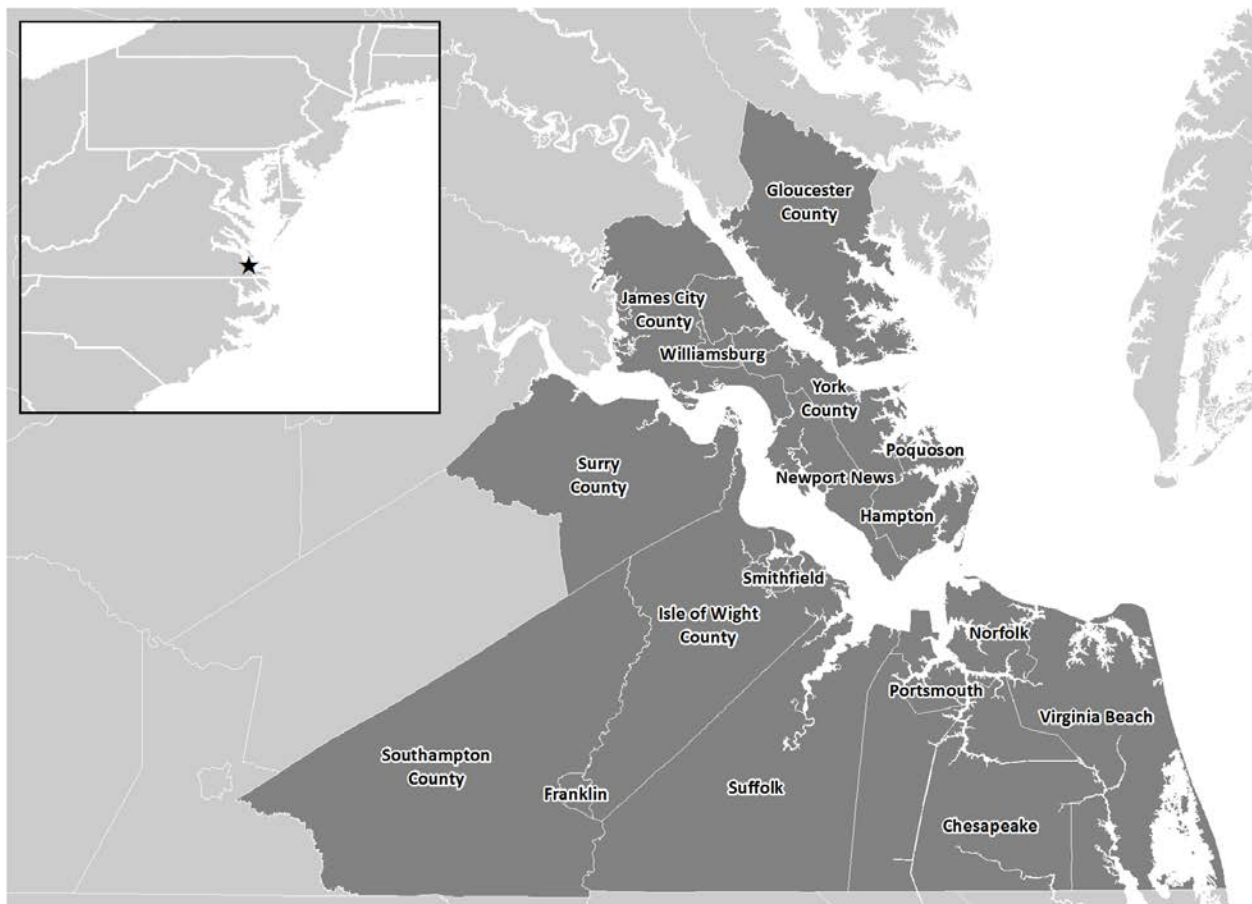 Gloucester
County
James City
County
Williamsburg
York
County
Poquoson
Surry
County
Newport News
Hampton
Smithfield
Isle of Wight
County
Norfolk
Portsmouth
Virginia Beach
Southampton
County
Franklin
Suffolk
Chesapeake